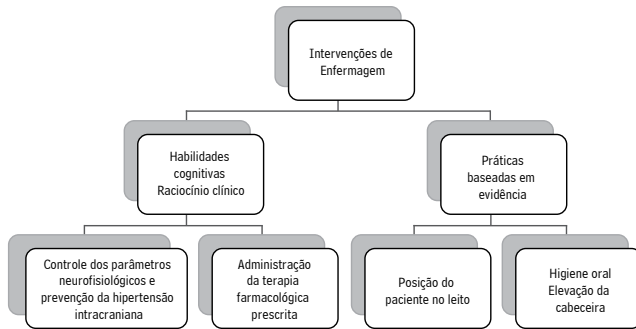 Intervenções de
Enfermagem
Habilidades
cognitivas
Raciocínio clínico
Práticas
baseadas em
evidência
Controle dos parâmetros
neurofisiológicos e
prevenção da hipertensão
intracraniana
Administração
da terapia
farmacológica
prescrita
Posição do
paciente no leito
Higiene oral
Elevação da
cabeceira